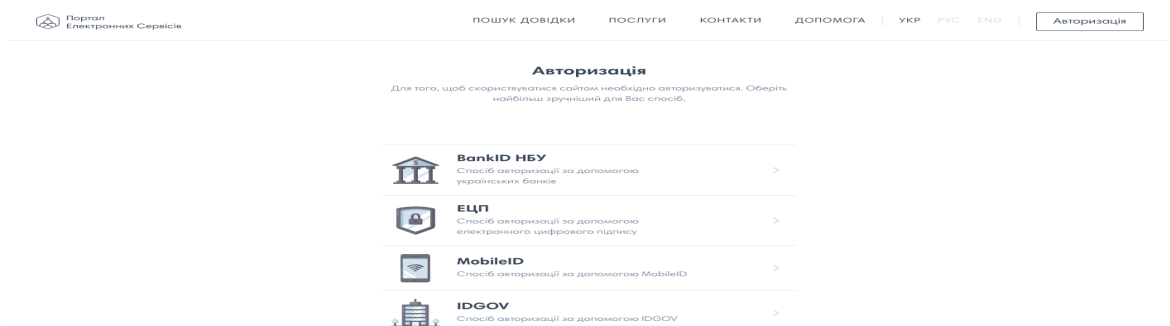 Портал
Електронних Сервісів
ПОШУК ДОВІДКИ ПОСЛУГИ КОНТАКТИ ДОПОМОГА УКР РУС ENG Авторизація
Авторизація
Для того, щоб скористуватися сайтом необхідно авторизуватися. Оберіть
найбільш зручніший для Вас спосіб.
BankID НБУ
Спосіб авторизації за допомогою
українських банків
ЕЦП
Спосіб авторизації за допомогою
електронного цифрового підпису
MobileID
Спосіб авторизації за допомогою MobileID
IDGOV
Спосіб авторизації за допомогою IDGOV